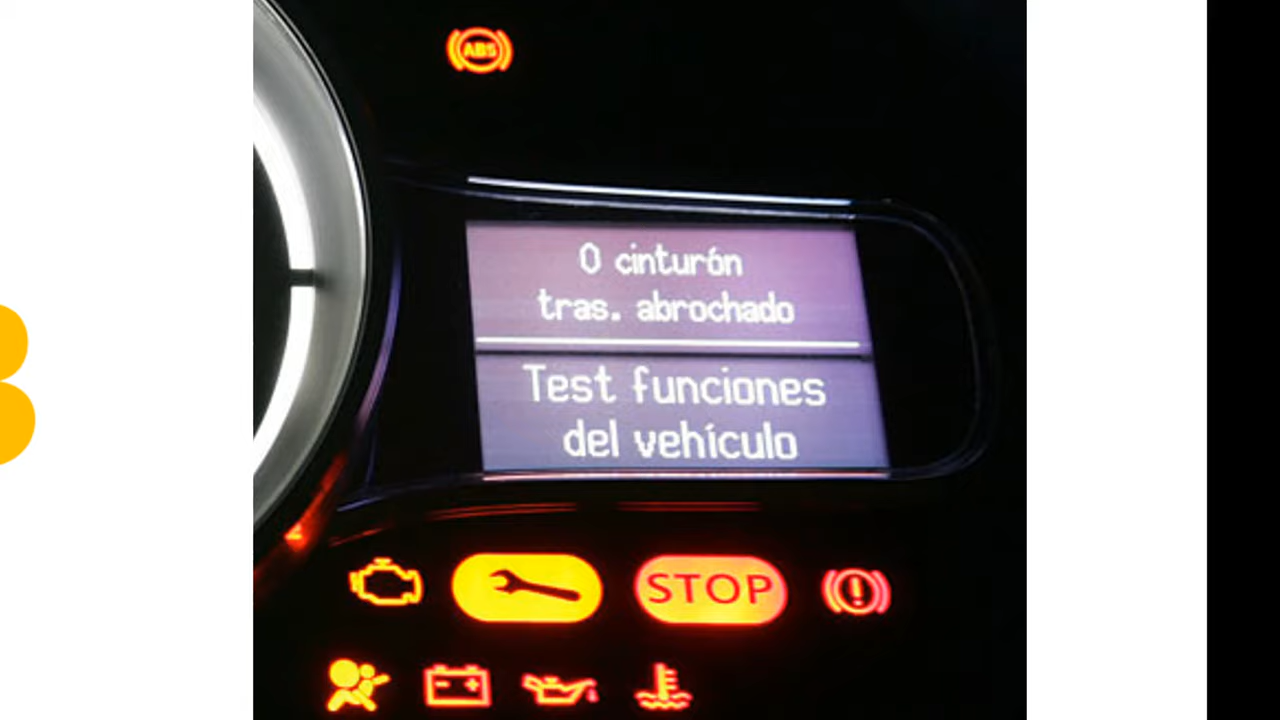 ABS
0 cinturón
tras. abrochado
Test funciones
del vehículo
STOP